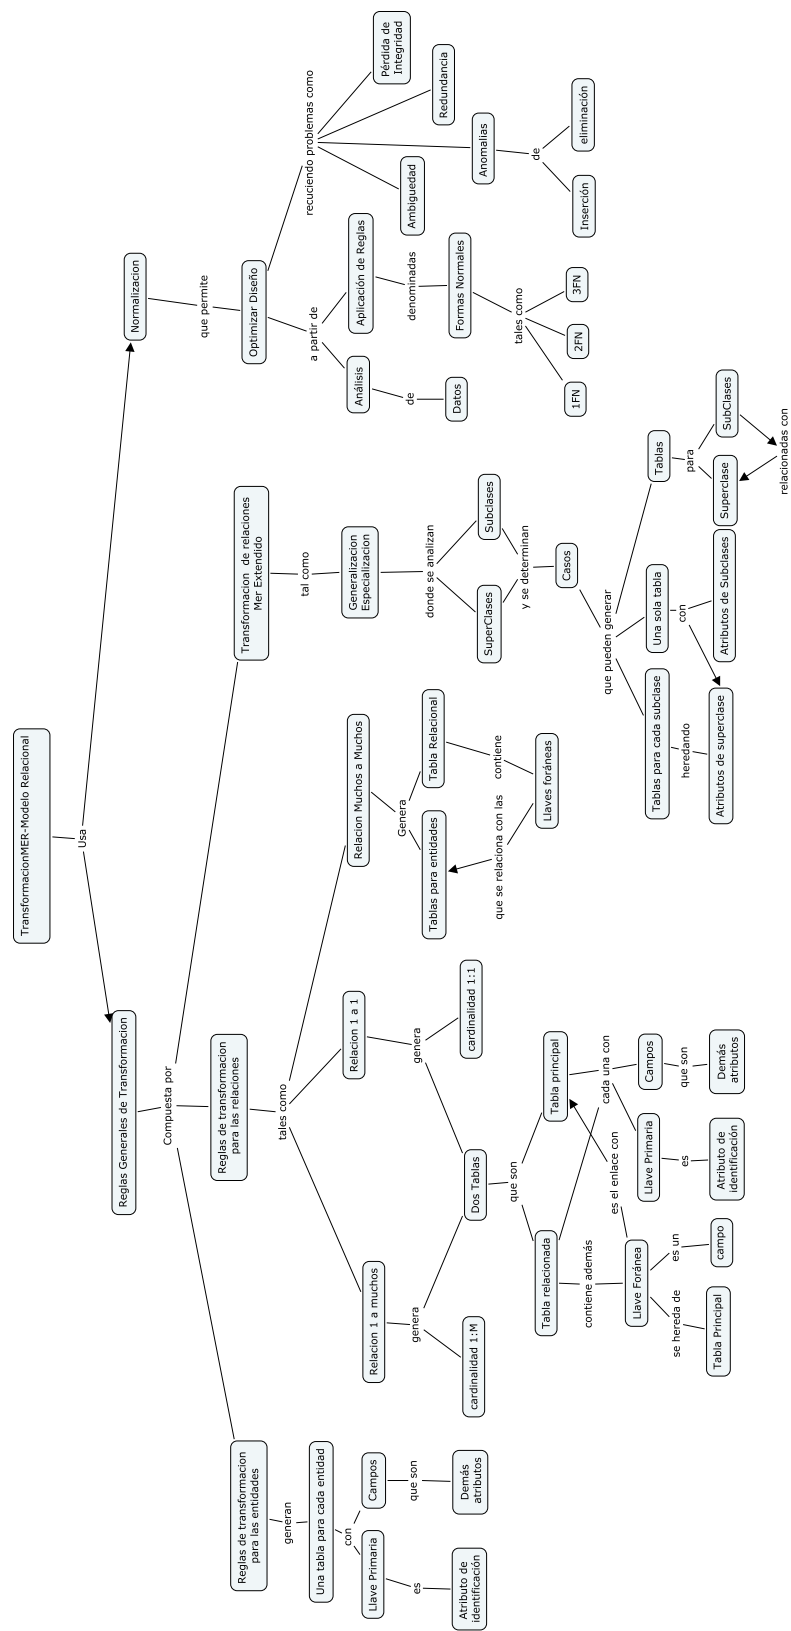 TransformacionMER-Modelo Relacional
Usa
Reglas Generales de Transformacion
Normalizacion
Compuesta por
que permite
Reglas de transformacion
para las entidades
Reglas de transformacion
para las relaciones
Transformacion de relaciones
Mer Extendido
Optimizar Diseño
generan
Una tabla para cada entidad
con
Llave Primaria
Campos
es
que son
Atributo de
identificación
Demás
atributos
tales como
Relacion 1 a muchos
Relacion 1 a 1
Relacion Muchos a Muchos
genera
genera
cardinalidad 1:M
Dos Tablas
cardinalidad 1:1
que son
Tabla relacionada
Tabla principal
contiene además
es el enlace con
cada una con
Llave Foránea
Llave Primaria
Campos
se hereda de
es un
es
que son
Tabla Principal
campo
Atributo de
identificación
Demás
atributos
Genera
Tablas para entidades
Tabla Relacional
que se relaciona con las
contiene
Llaves foráneas
tal como
Generalizacion
Especializacion
donde se analizan
SuperClases
Subclases
y se determinan
Casos
que pueden generar
Tablas para cada subclase
Una sola tabla
Tablas
heredando
con
para
Atributos de superclase
Atributos de Subclases
Superclase
SubClases
relacionadas con
a partir de
recuciendo problemas como
Análisis
Aplicación de Reglas
de
denominadas
Datos
Formas Normales
tales como
1FN
2FN
3FN
Ambiguedad
Anomalias
Redundancia
Pérdida de
Integridad
de
Inserción
eliminación